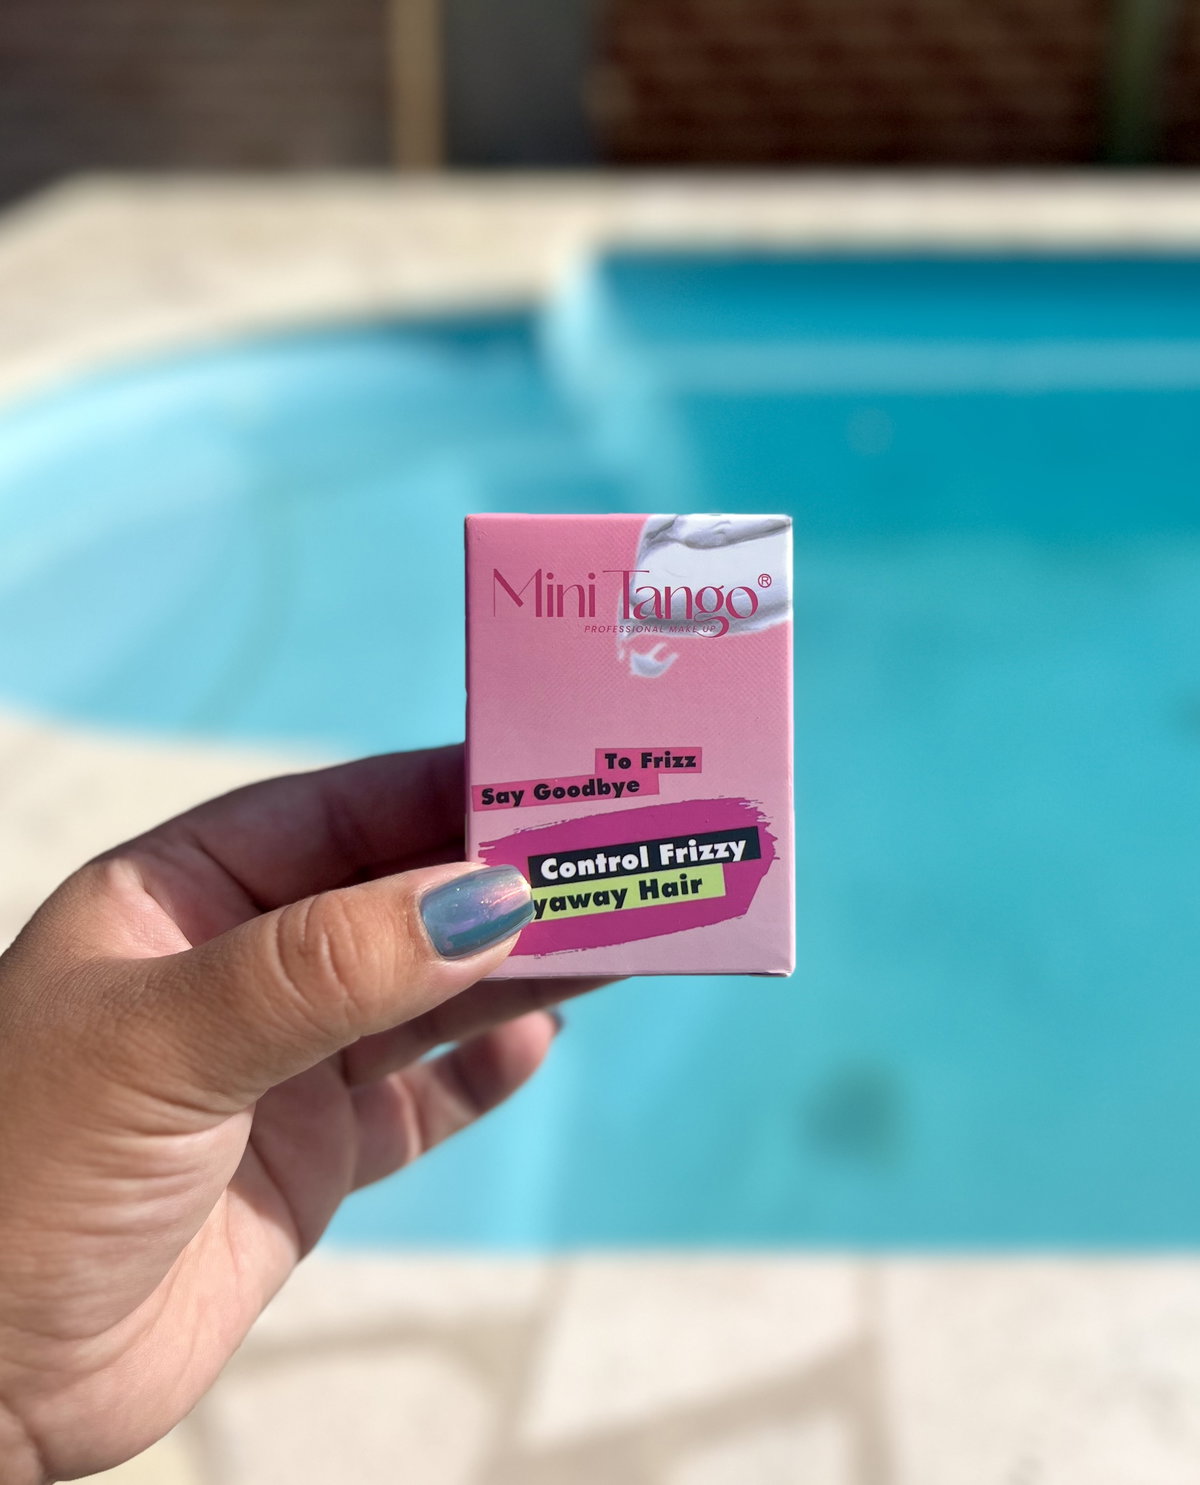 Mini Tango®
PROFESSIONAL MAKE UP
To Frizz
Say Goodbye
Control Frizzy
yaway Hair